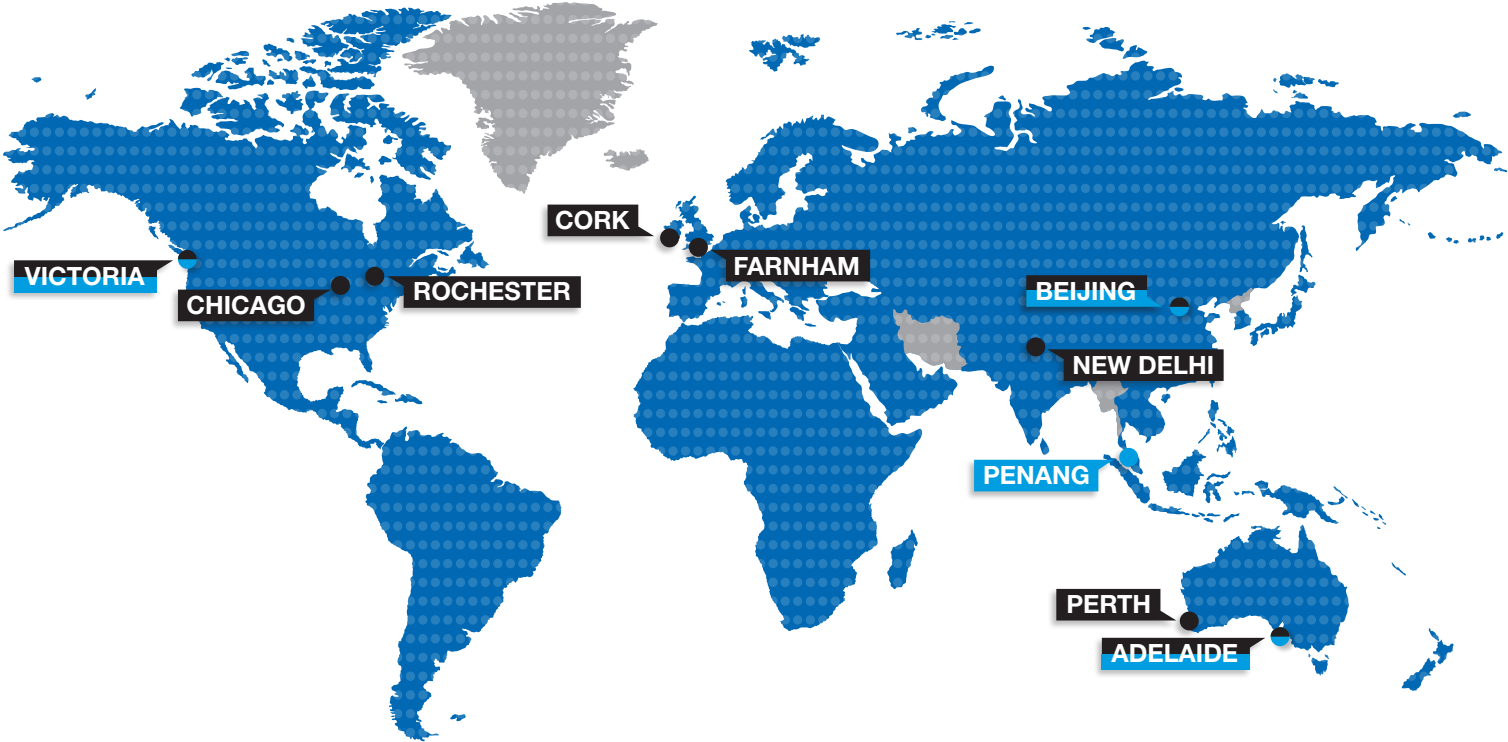 CORK
FARNHAM
VICTORIA
CHICAGO
ROCHESTER
BEIJING
NEW DELHI
PENANG
PERTH
ADELAIDE